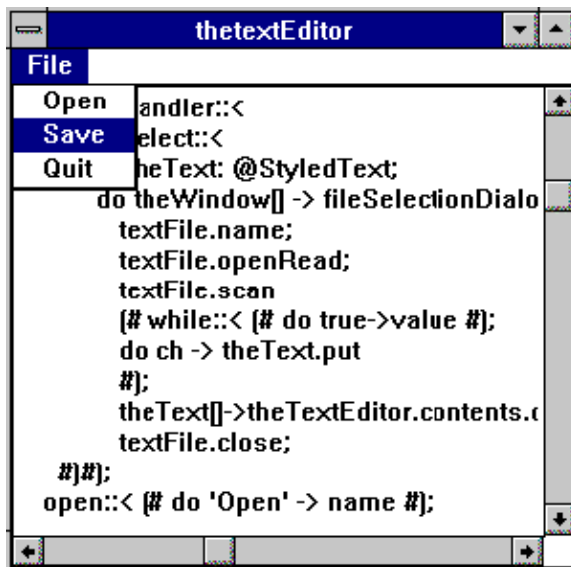 thetextEditor
File
Open
Save
Quit
andler::<
elect::<
heText: @StyledText;
do theWindow[] -> fileSelectionDialo
textFile.name;
textFile.openRead;
textFile.scan
(# while::< (# do true->value #);
do ch -> theText.put
#);
theText[]->theTextEditor.contents.c
textFile.close;
#)#);
open::< (# do 'Open' -> name #);